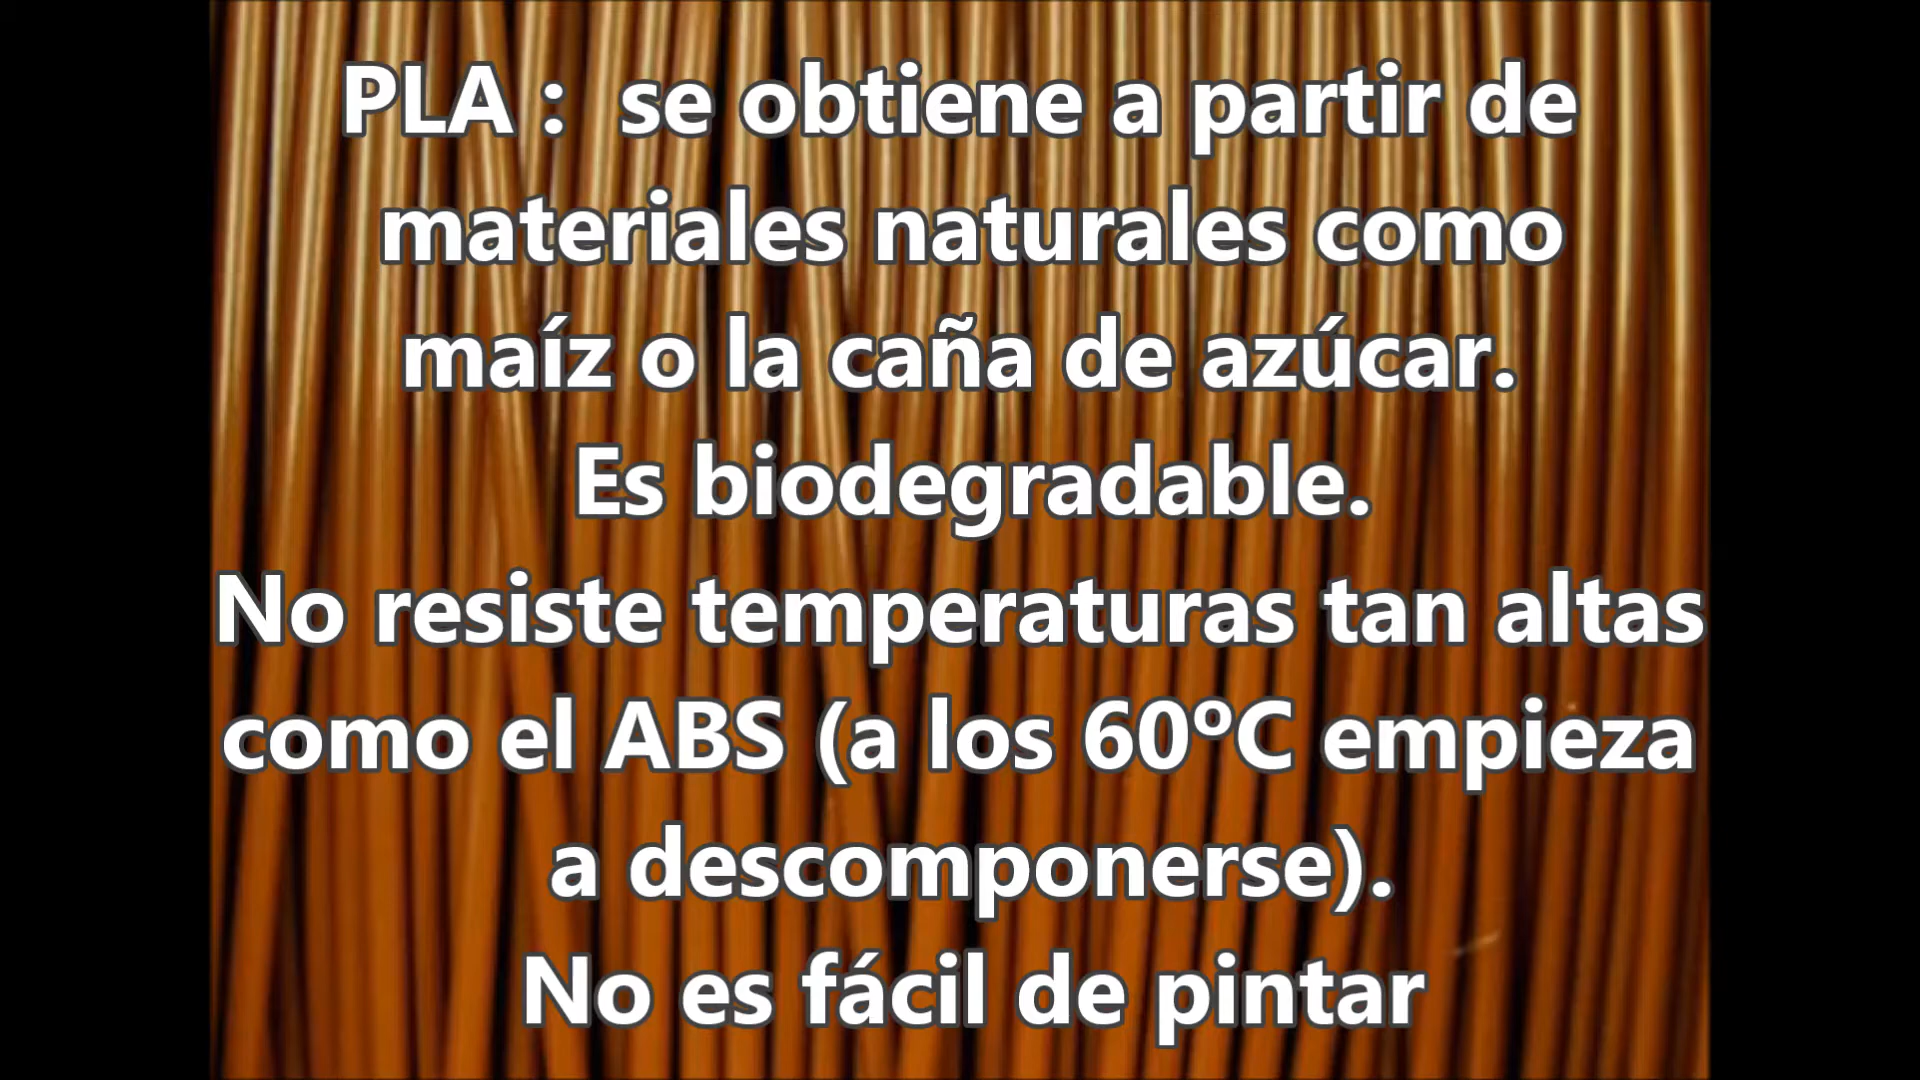 PLA :  se obtiene a partir de
materiales naturales como
maíz o la caña de azúcar.
Es biodegradable.
No resiste temperaturas tan altas
como el ABS (a los 60ºC empieza
a descomponerse).
No es fácil de pintar